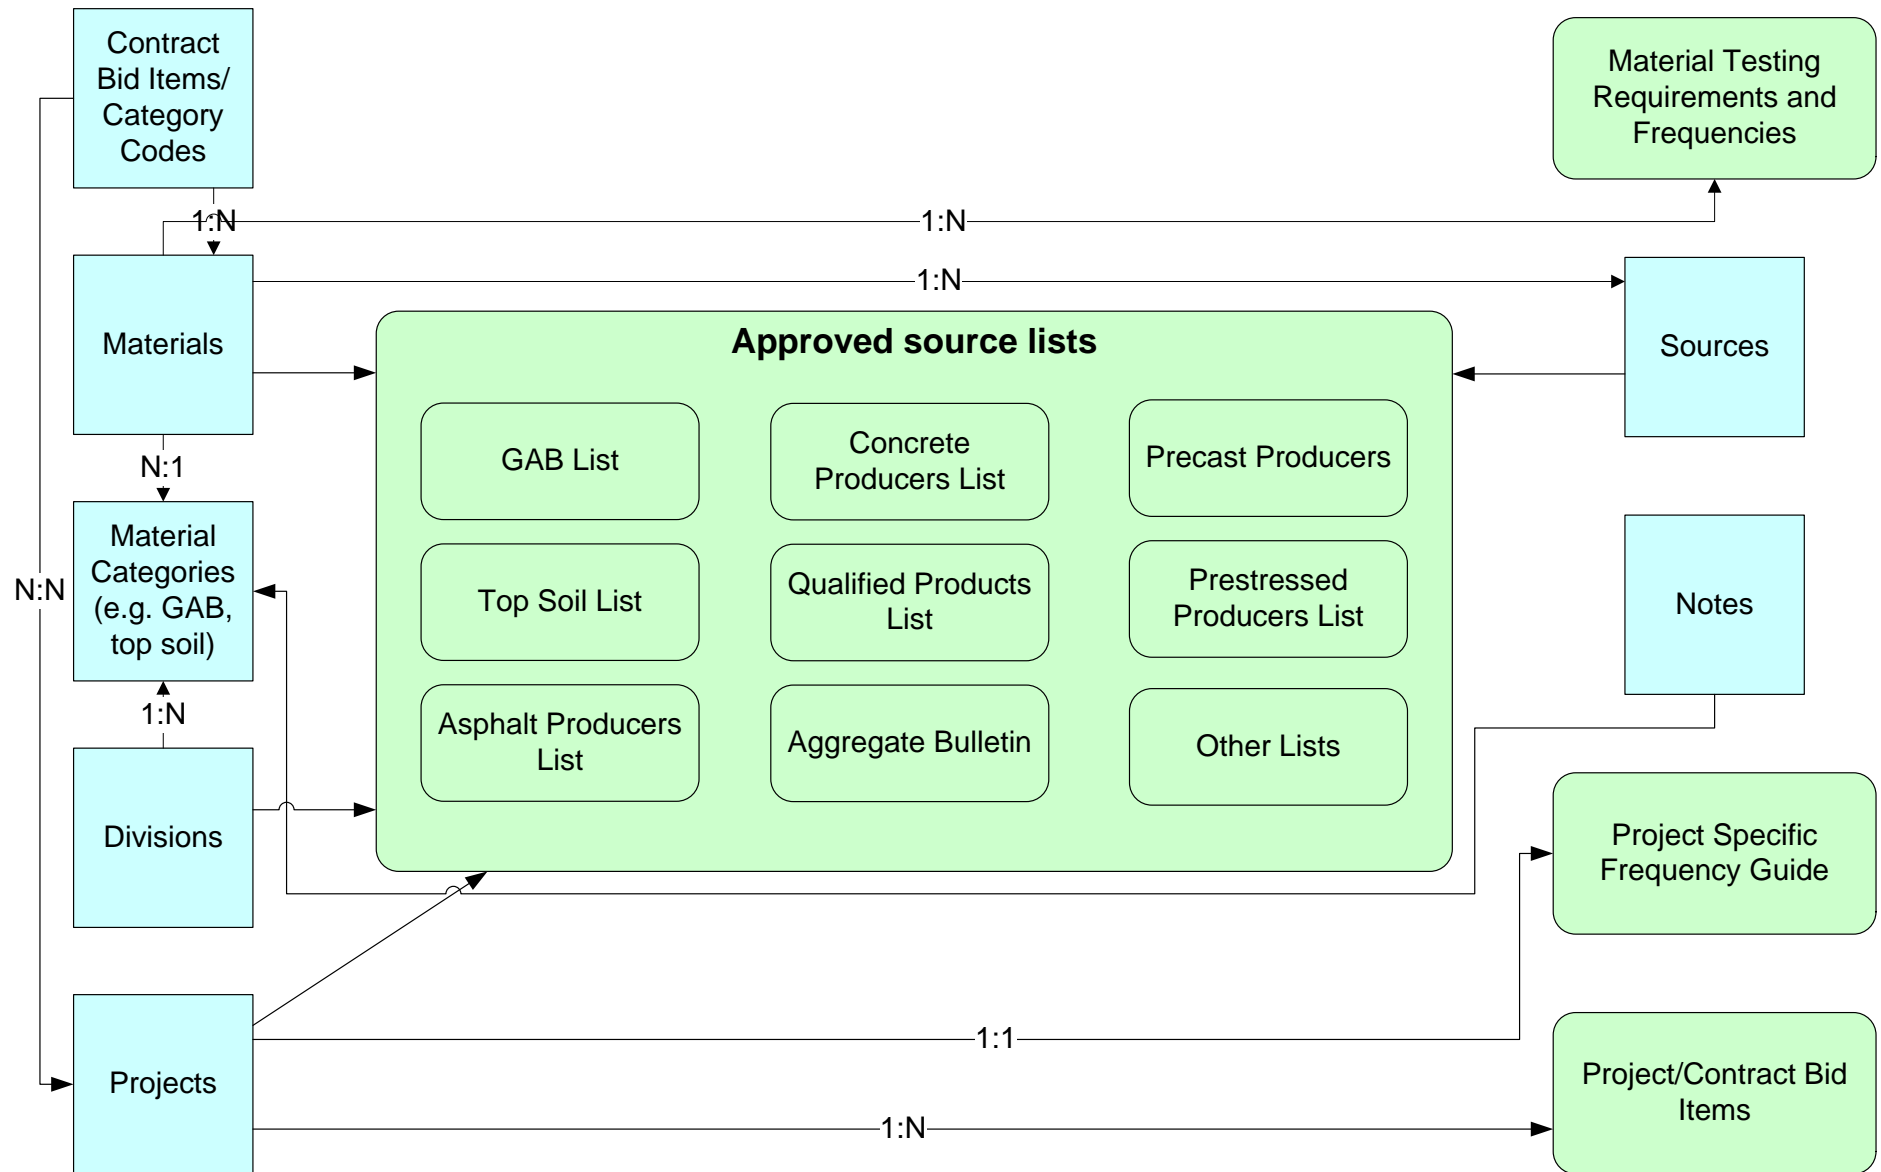 Contract
Bid Items/
Category
Codes
Material Testing
Requirements and
Frequencies
1:N
1:N
1:N
Materials
Approved source lists
Sources
GAB List
Concrete
Producers List
Precast Producers
N:1
Material
Categories
(e.g. GAB,
top soil)
N:N
Top Soil List
Qualified Products
List
Prestressed
Producers List
Notes
1:N
Asphalt Producers
List
Aggregate Bulletin
Other Lists
Divisions
Project Specific
Frequency Guide
1:1
Projects
Project/Contract Bid
Items
1:N